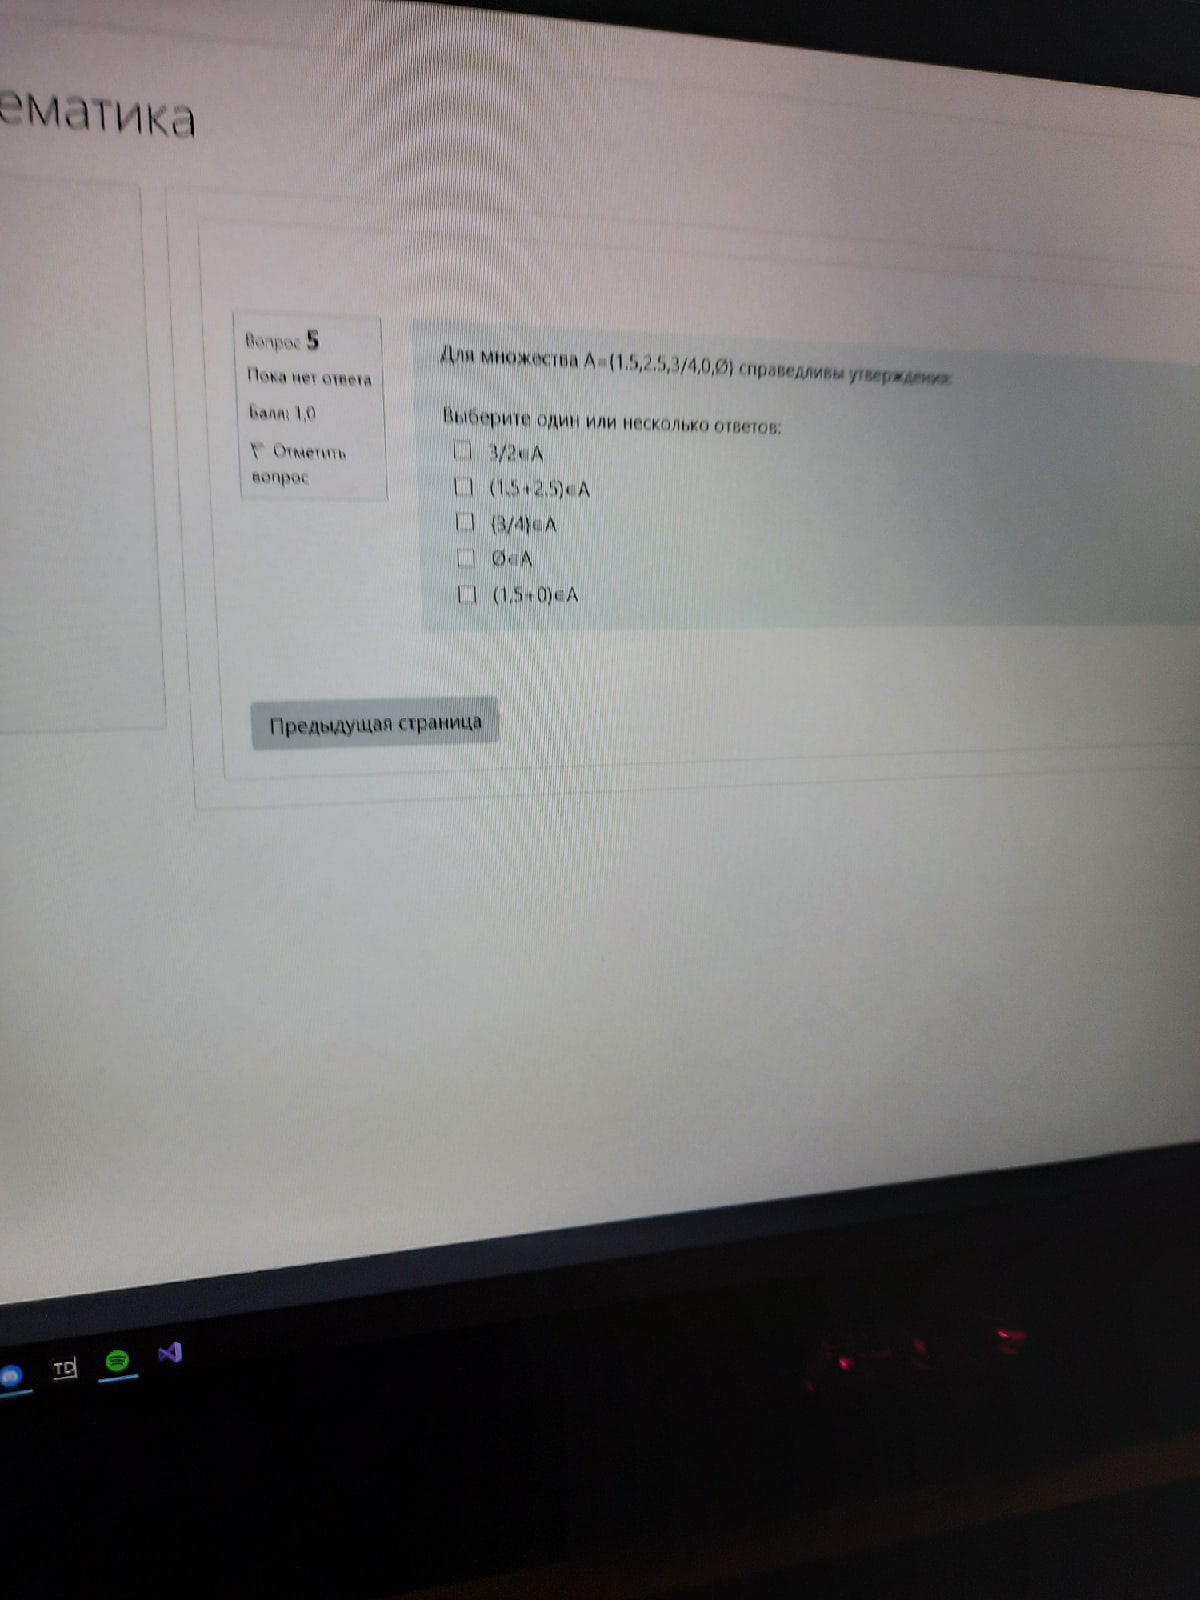 ематика
Вопрос 5
Пока нет ответа
Балл: 1,0
Отметить
вопрос
Для множества A={1.5,2.5,3/4,0,Ø} справедливы утверждения:
Выберите один или несколько ответов:
3/2∈A
(1.5+2.5)∈A
{3/4}∈A
Ø∈A
(1.5+0)∈A
Предыдущая страница
TD